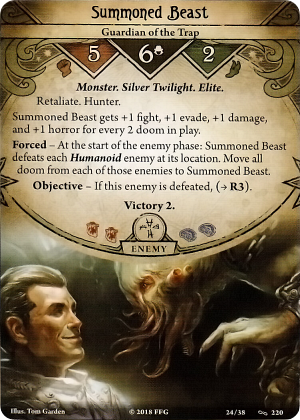 Summoned Beast
Guardian of the Trap
5 6 2
Monster. Silver Twilight. Elite.
Retaliate. Hunter.
Summoned Beast gets +1 fight, +1 evade, +1 damage,
and +1 horror for every 2 doom in play.
Forced – At the start of the enemy phase: Summoned Beast
defeats each Humanoid enemy at its location. Move all
doom from each of those enemies to Summoned Beast.
Objective – If this enemy is defeated, (→ R3).
Victory 2.
ENEMY
Illus. Tom Garden © 2018 FFG 24/38 220